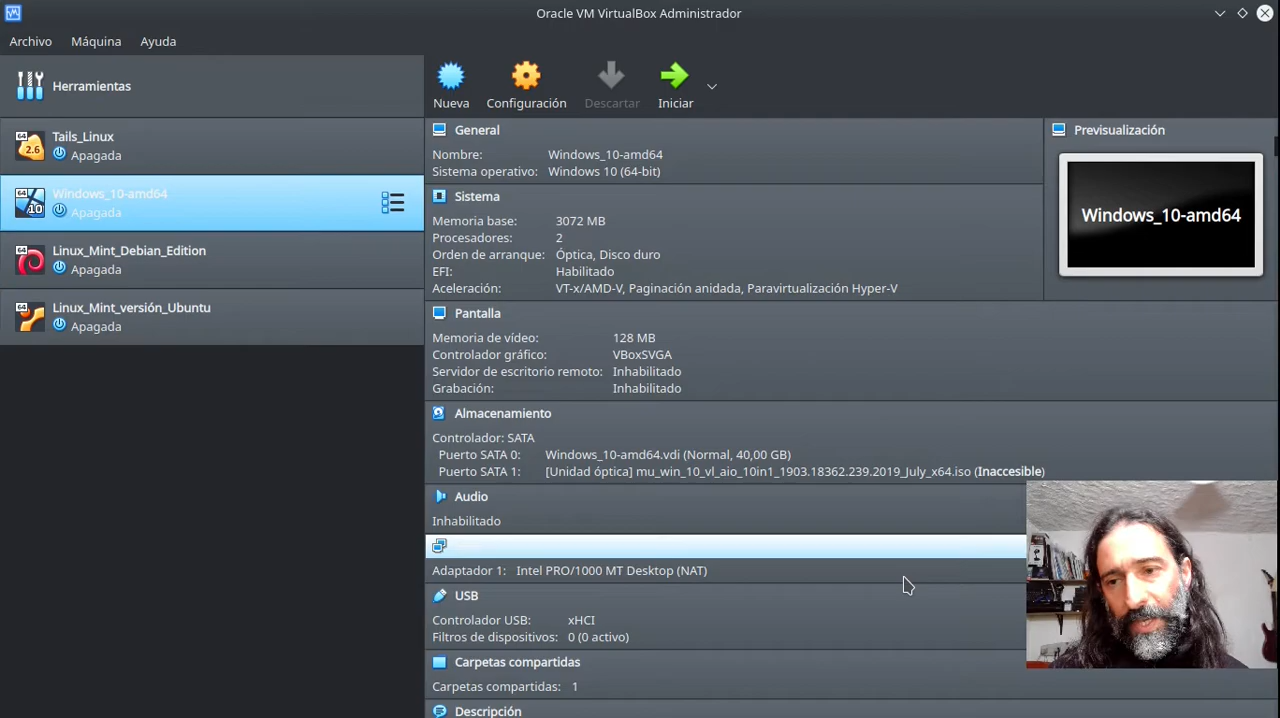 Oracle VM VirtualBox Administrador
Archivo Máquina Ayuda
Herramientas
Tails_Linux
Apagada
Windows_10-amd64
Apagada
Linux_Mint_Debian_Edition
Apagada
Linux_Mint_versión_Ubuntu
Apagada
Nueva Configuración Descartar Iniciar
General
Nombre: Windows_10-amd64
Sistema operativo: Windows 10 (64-bit)
Sistema
Memoria base: 3072 MB
Procesadores: 2
Orden de arranque: Óptica, Disco duro
EFI: Habilitado
Aceleración: VT-x/AMD-V, Paginación anidada, Paravirtualización Hyper-V
Previsualización
Windows_10-amd64
Pantalla
Memoria de vídeo: 128 MB
Controlador gráfico: VBoxSVGA
Servidor de escritorio remoto: Inhabilitado
Grabación: Inhabilitado
Almacenamiento
Controlador: SATA
Puerto SATA 0: Windows_10-amd64.vdi (Normal, 40,00 GB)
Puerto SATA 1: [Unidad óptica] mu_win_10_vl_aio_10in1_1903.18362.239.2019_July_x64.iso (Inaccesible)
Audio
Inhabilitado
Adaptador 1: Intel PRO/1000 MT Desktop (NAT)
USB
Controlador USB: xHCI
Filtros de dispositivos: 0 (0 activo)
Carpetas compartidas
Carpetas compartidas: 1
Descripción